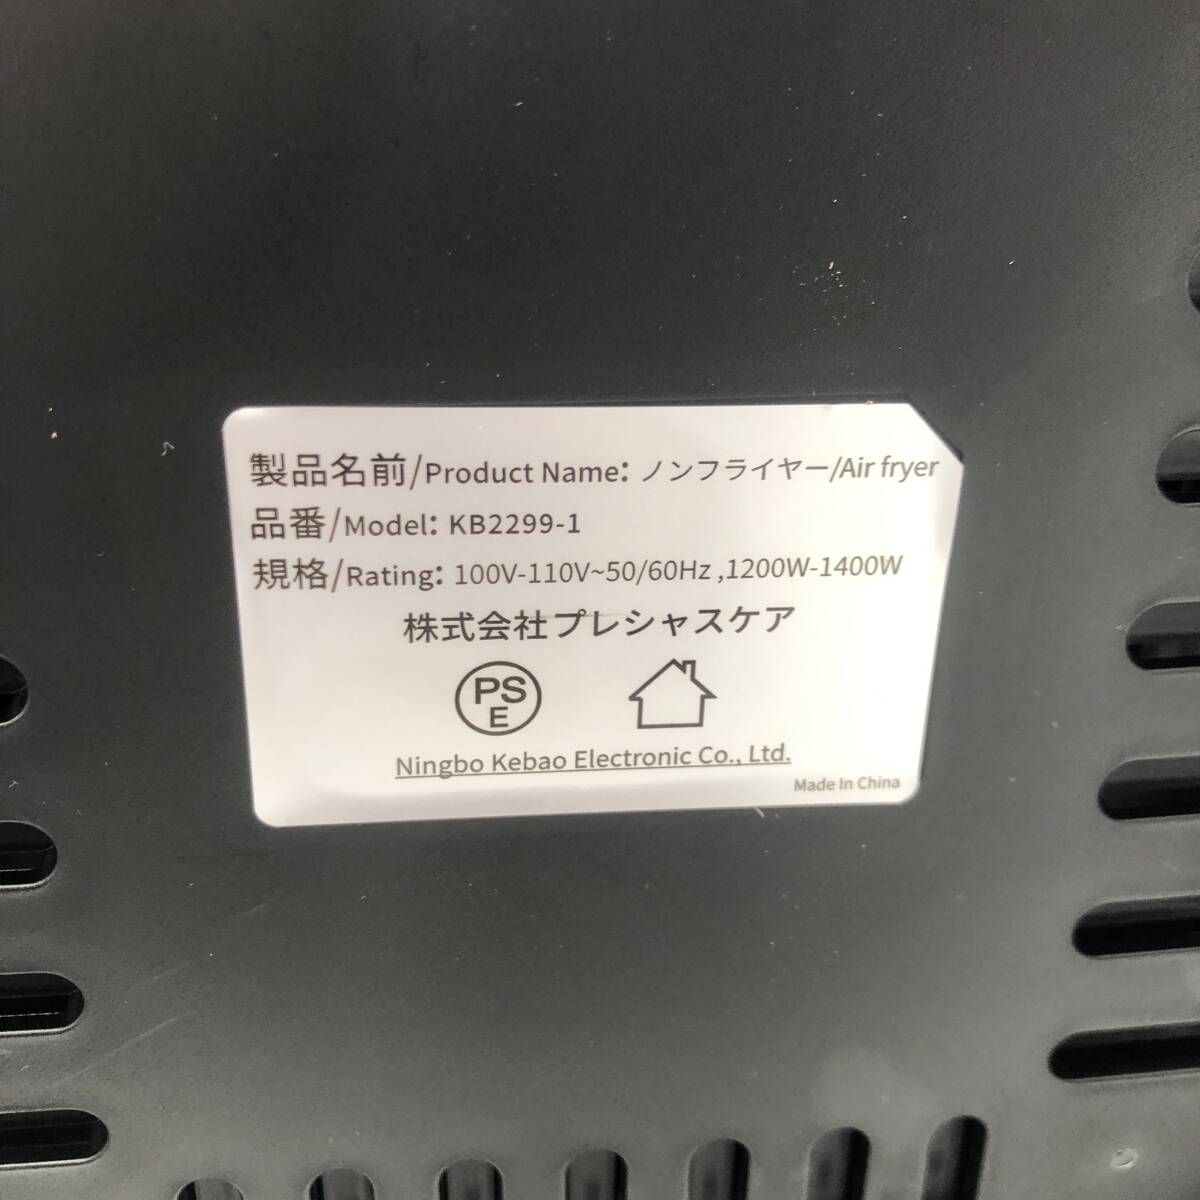 製品名前/Product Name: ノンフライヤー/Air fryer
品番/Model: KB2299-1
規格/Rating: 100V-110V~50/60Hz ,1200W-1400W
株式会社プレシャスケア
PS
E
Ningbo Kebao Electronic Co., Ltd.
Made In China